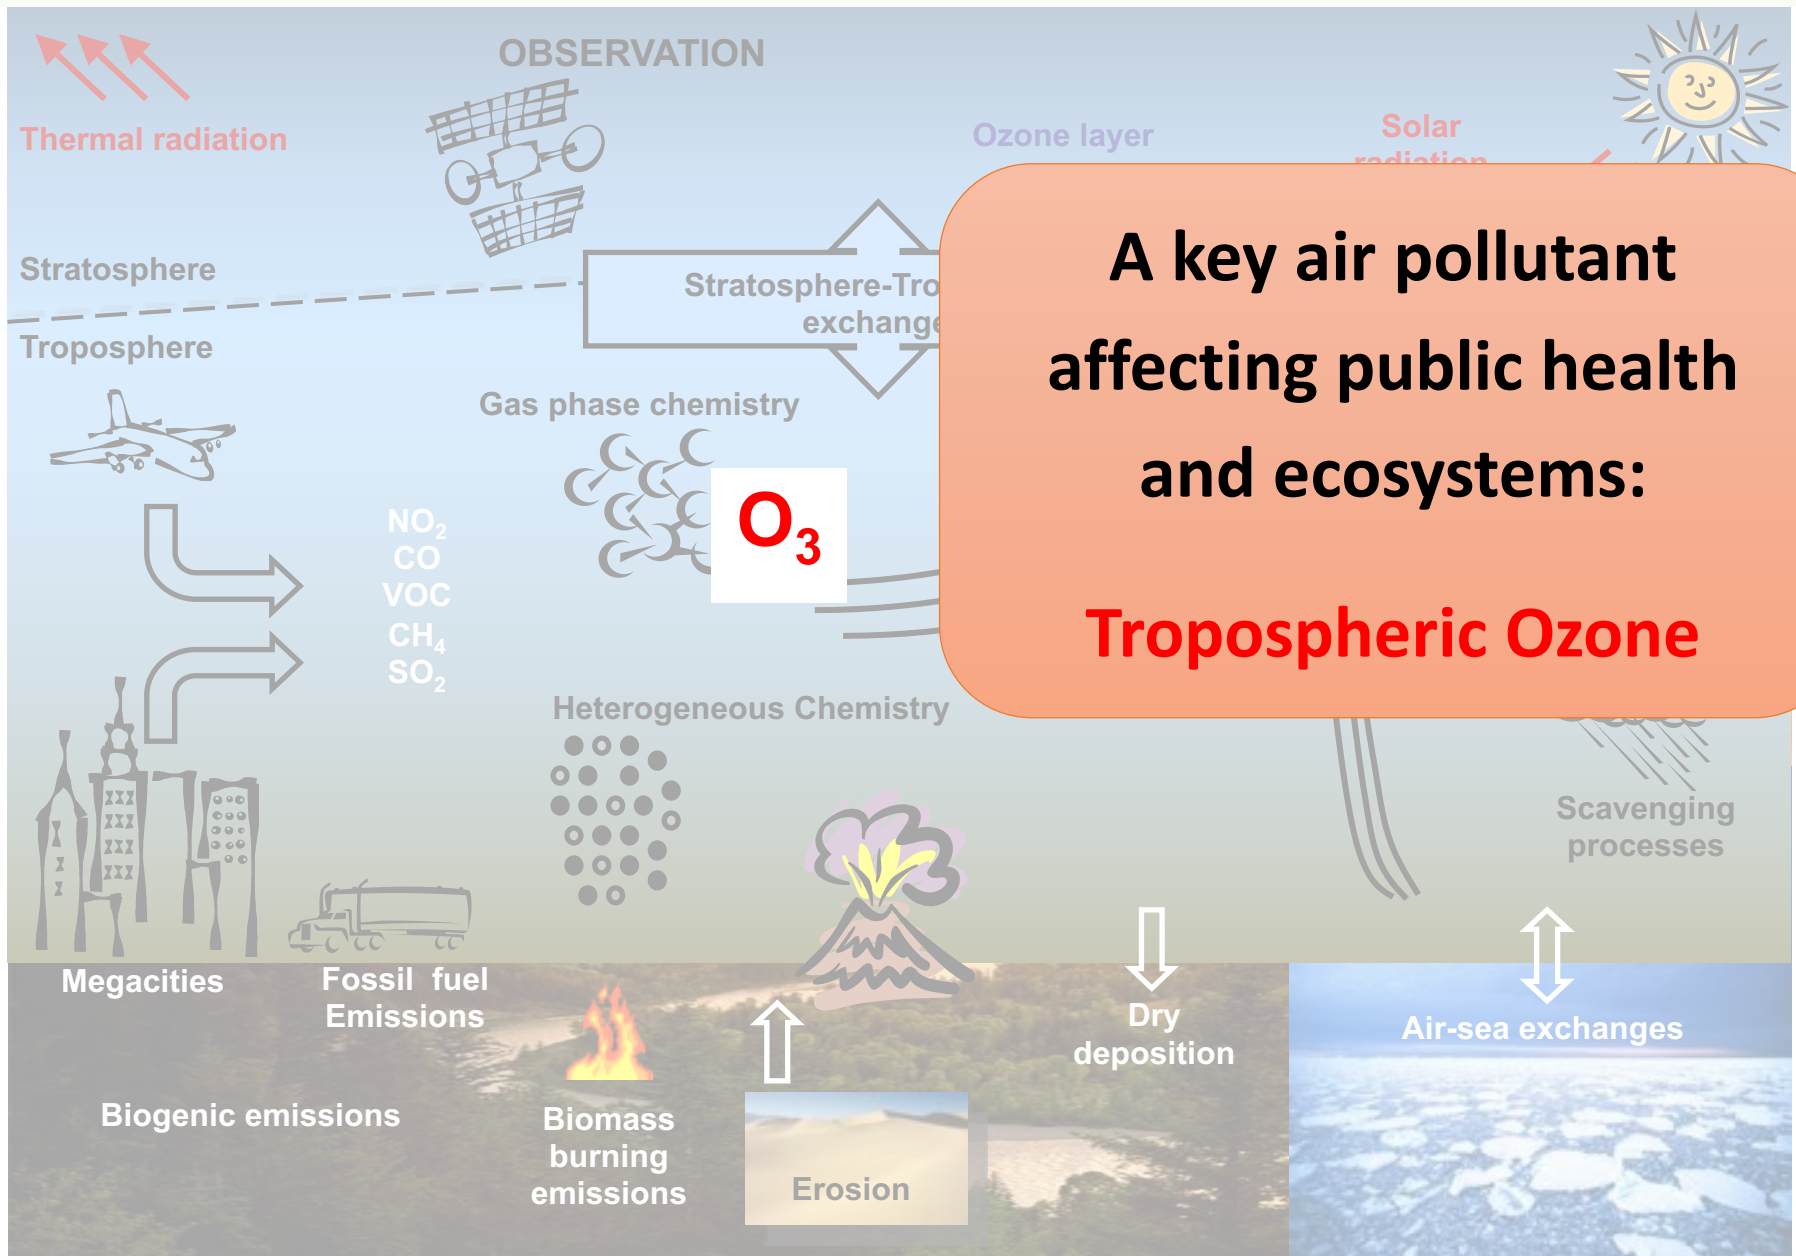 OBSERVATION
Thermal radiation
Ozone layer
Solar
radiation
Stratosphere
Stratosphere-Tro
exchange
Troposphere
Gas phase chemistry
A key air pollutant
affecting public health
and ecosystems:
Tropospheric Ozone
O₃
NO₂
CO
VOC
CH₄
SO₂
Heterogeneous Chemistry
Scavenging
processes
Megacities
Fossil fuel
Emissions
Dry
deposition
Air-sea exchanges
Biogenic emissions
Biomass
burning
emissions
Erosion